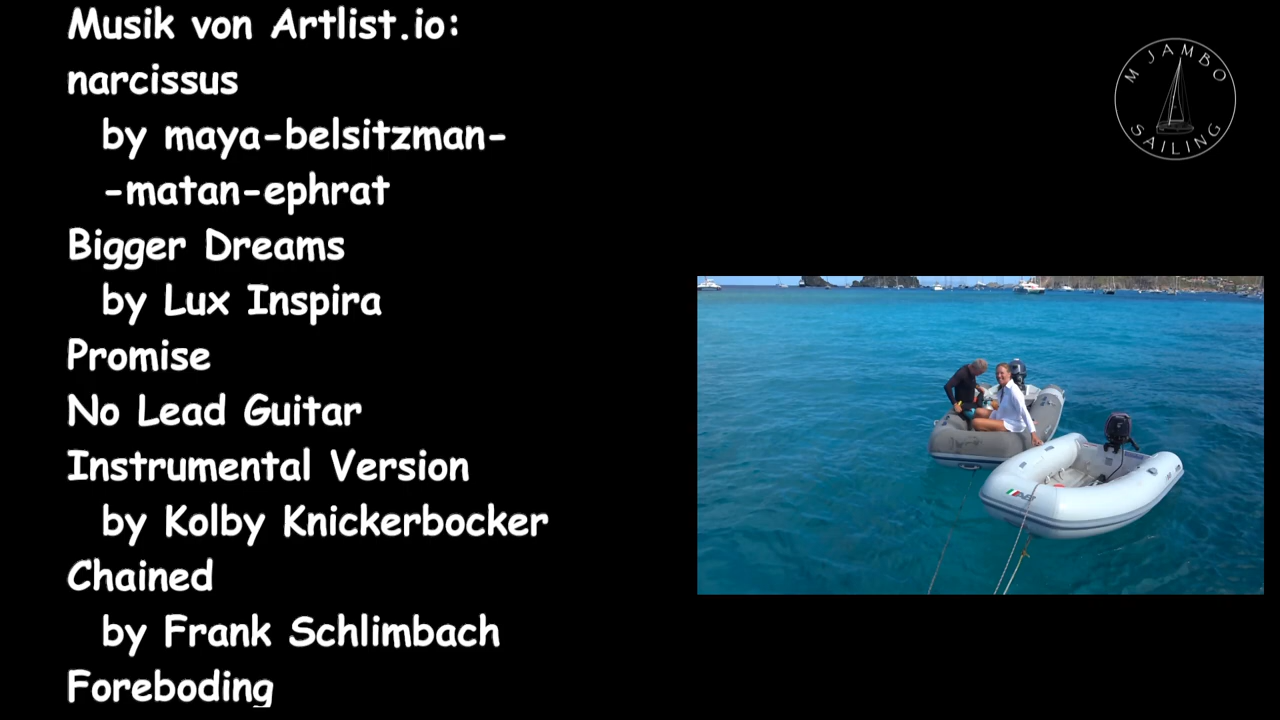 Musik von Artlist.io:
narcissus
by maya-belsitzman-
-matan-ephrat
Bigger Dreams
by Lux Inspira
Promise
No Lead Guitar
Instrumental Version
by Kolby Knickerbocker
Chained
by Frank Schlimbach
Foreboding
M JAMBO
SAILING